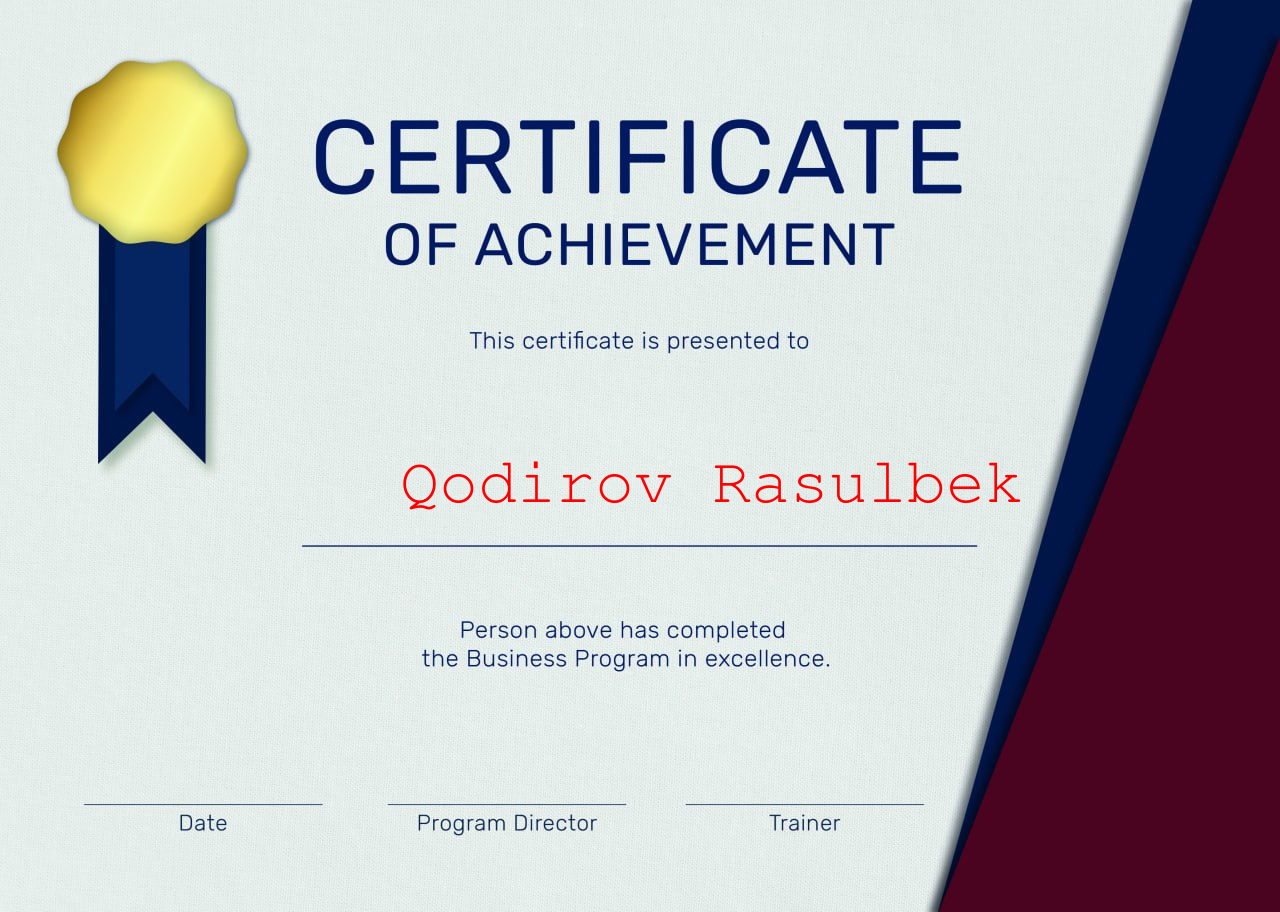 CERTIFICATE
OF ACHIEVEMENT
This certificate is presented to
Qodirov Rasulbek
Person above has completed
the Business Program in excellence.
Date
Program Director
Trainer